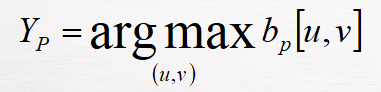 Y_P = arg max b_p[u,v]
(u,v)